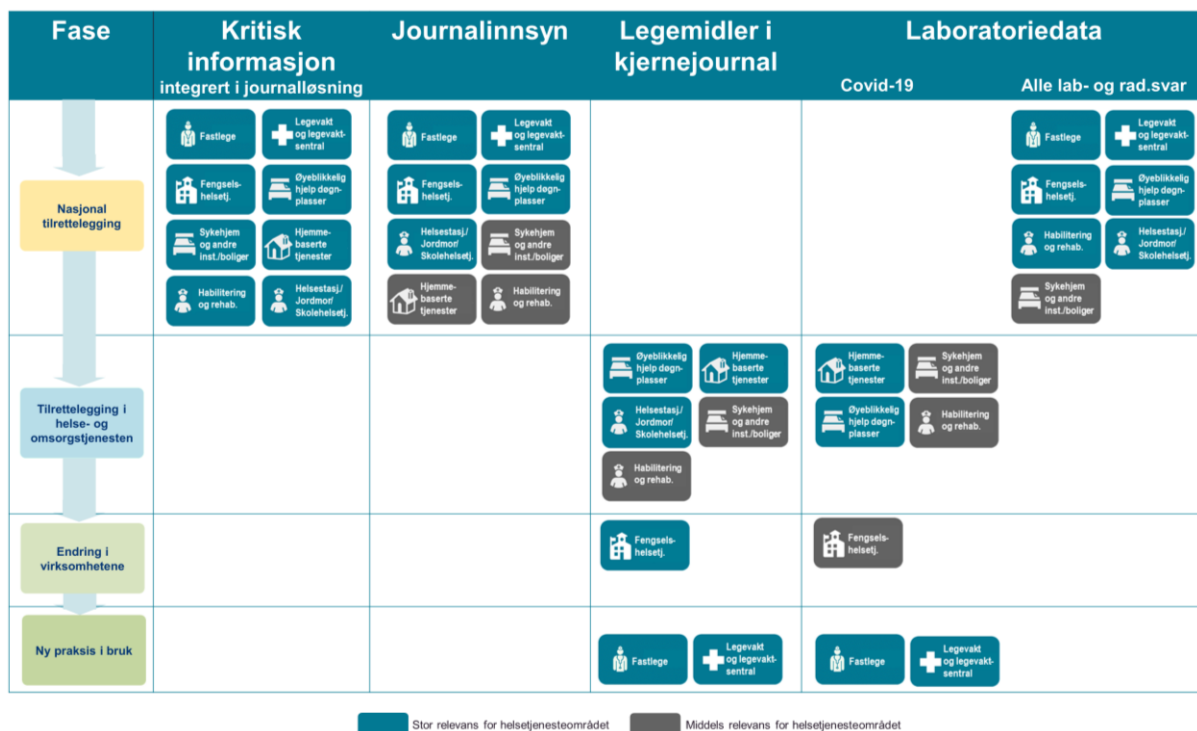 Fase
Kritisk
informasjon
integrert i journalløsning
Journalinnsyn
Legemidler i
kjernejournal
Laboratoriedata
Covid-19
Alle lab- og rad.svar
Nasjonal
tilrettelegging
Fastlege
Legevakt
og legevakt-
sentral
Fengsels-
helsetj.
Øyeblikkelig
hjelp døgn-
plasser
Sykehjem
og andre
inst./boliger
Hjemme-
baserte
tjenester
Habilitering
og rehab.
Helsestasj./
Jordmor/
Skolehelsetj.
Fastlege
Legevakt
og legevakt-
sentral
Fengsels-
helsetj.
Øyeblikkelig
hjelp døgn-
plasser
Helsestasj./
Jordmor/
Skolehelsetj.
Sykehjem
og andre
inst./boliger
Hjemme-
baserte
tjenester
Habilitering
og rehab.
Fastlege
Legevakt
og legevakt-
sentral
Fengsels-
helsetj.
Øyeblikkelig
hjelp døgn-
plasser
Habilitering
og rehab.
Helsestasj./
Jordmor/
Skolehelsetj.
Sykehjem
og andre
inst./boliger
Tilrettelegging i
helse- og
omsorgstjenesten
Øyeblikkelig
hjelp døgn-
plasser
Hjemme-
baserte
tjenester
Helsestasj./
Jordmor/
Skolehelsetj.
Sykehjem
og andre
inst./boliger
Habilitering
og rehab.
Hjemme-
baserte
tjenester
Sykehjem
og andre
inst./boliger
Øyeblikkelig
hjelp døgn-
plasser
Habilitering
og rehab.
Endring i
virksomhetene
Fengsels-
helsetj.
Fengsels-
helsetj.
Ny praksis i bruk
Fastlege
Legevakt
og legevakt-
sentral
Fastlege
Legevakt
og legevakt-
sentral
Stor relevans for helsetjenesteområdet
Middels relevans for helsetjenesteområdet